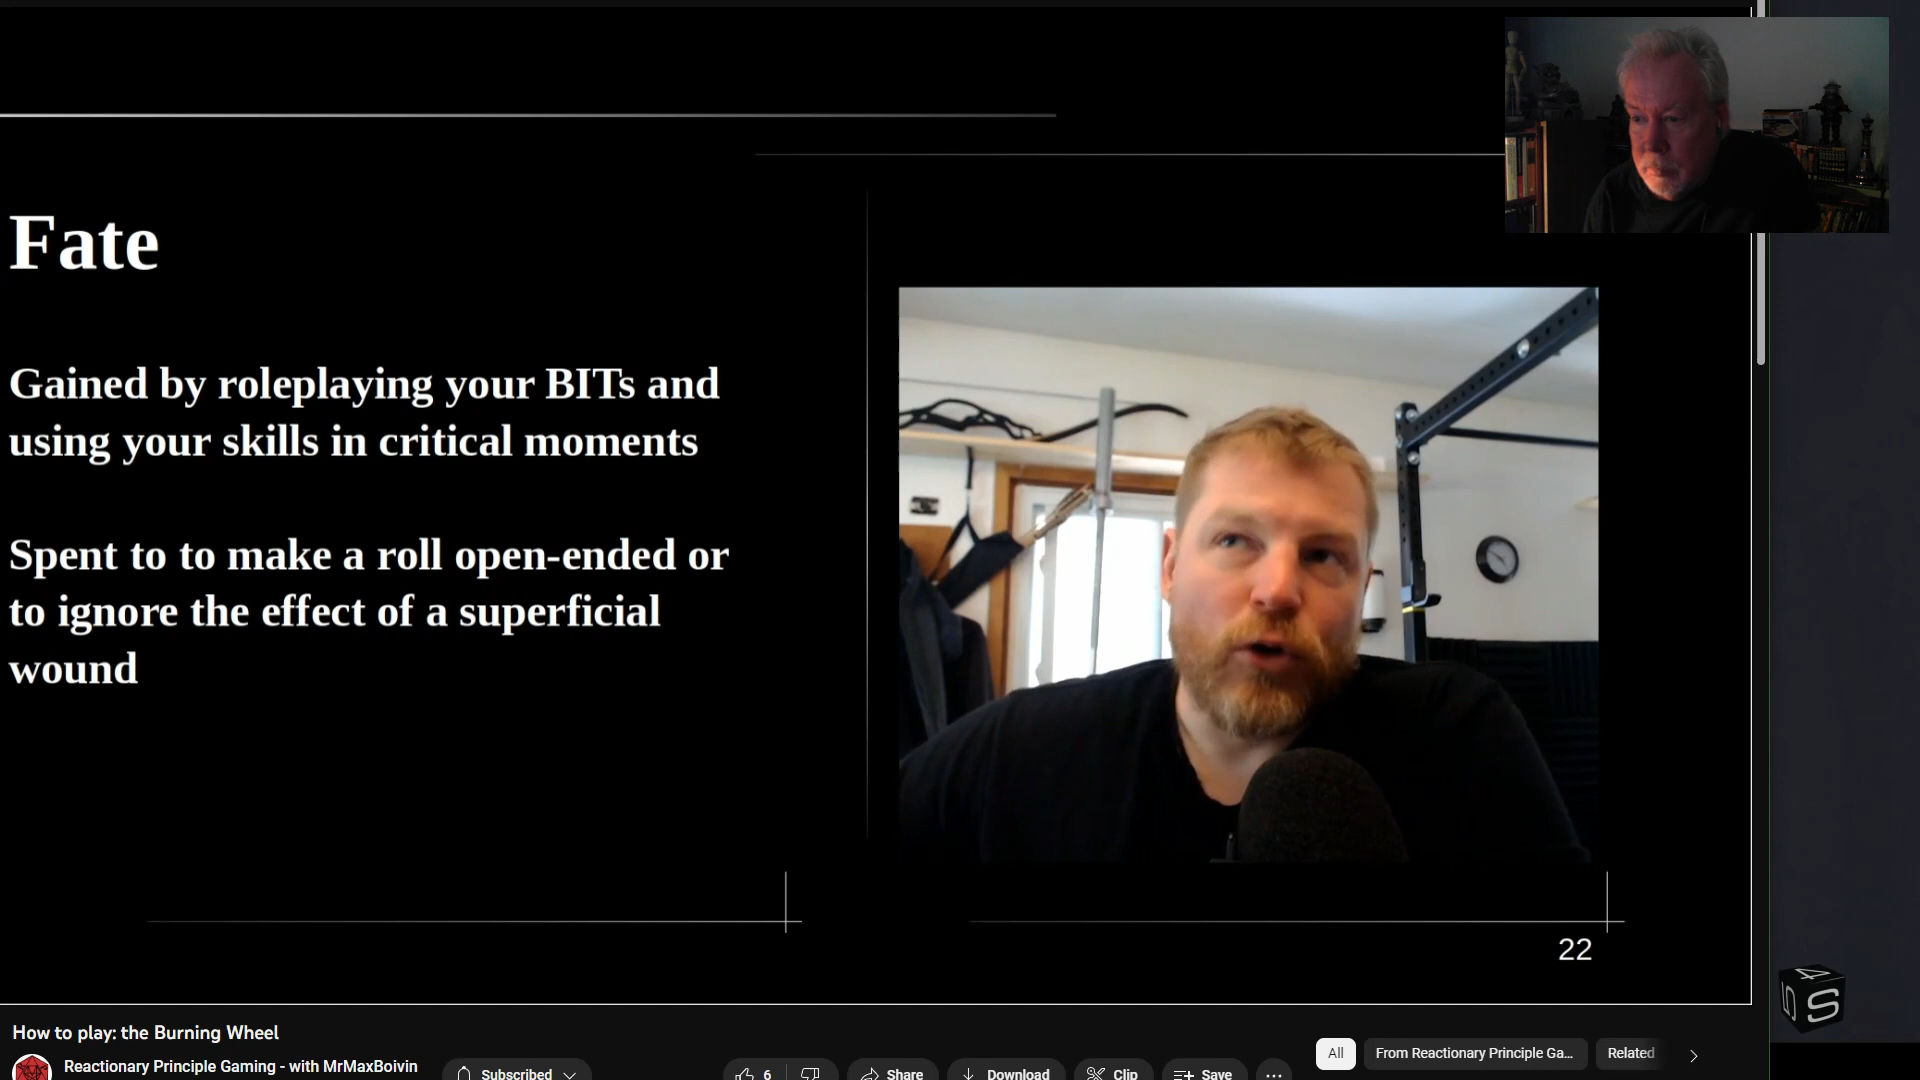 Fate
Gained by roleplaying your BITs and
using your skills in critical moments
Spent to to make a roll open-ended or
to ignore the effect of a superficial
wound
22
4
S
How to play: the Burning Wheel
Reactionary Principle Gaming - with MrMaxBoivin
Subscribed
6
Share
Download
Clip
Save
...
All
From Reactionary Principle Ga...
Related